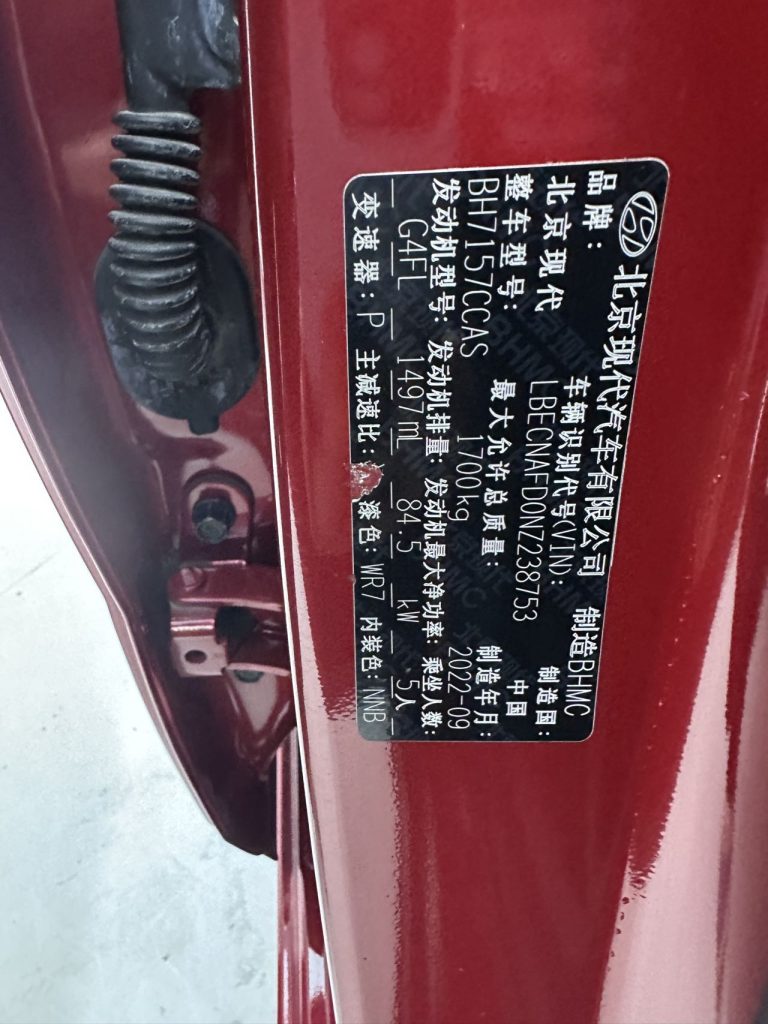 北京现代汽车有限公司 制造BHMC
品牌: 车辆识别代号(VIN): 制造国:
北京现代 LBECNAFD0NZ238753 中国
整车型号: 最大允许总质量: 制造年月:
BH7157CCAS 1700kg 2022-09
发动机型号: 发动机排量: 发动机最大净功率: 乘坐人数:
G4FL 1497mL 84.5 kW 5人
变速器: P 主减速比: 漆色: WR7 内装色: NNB